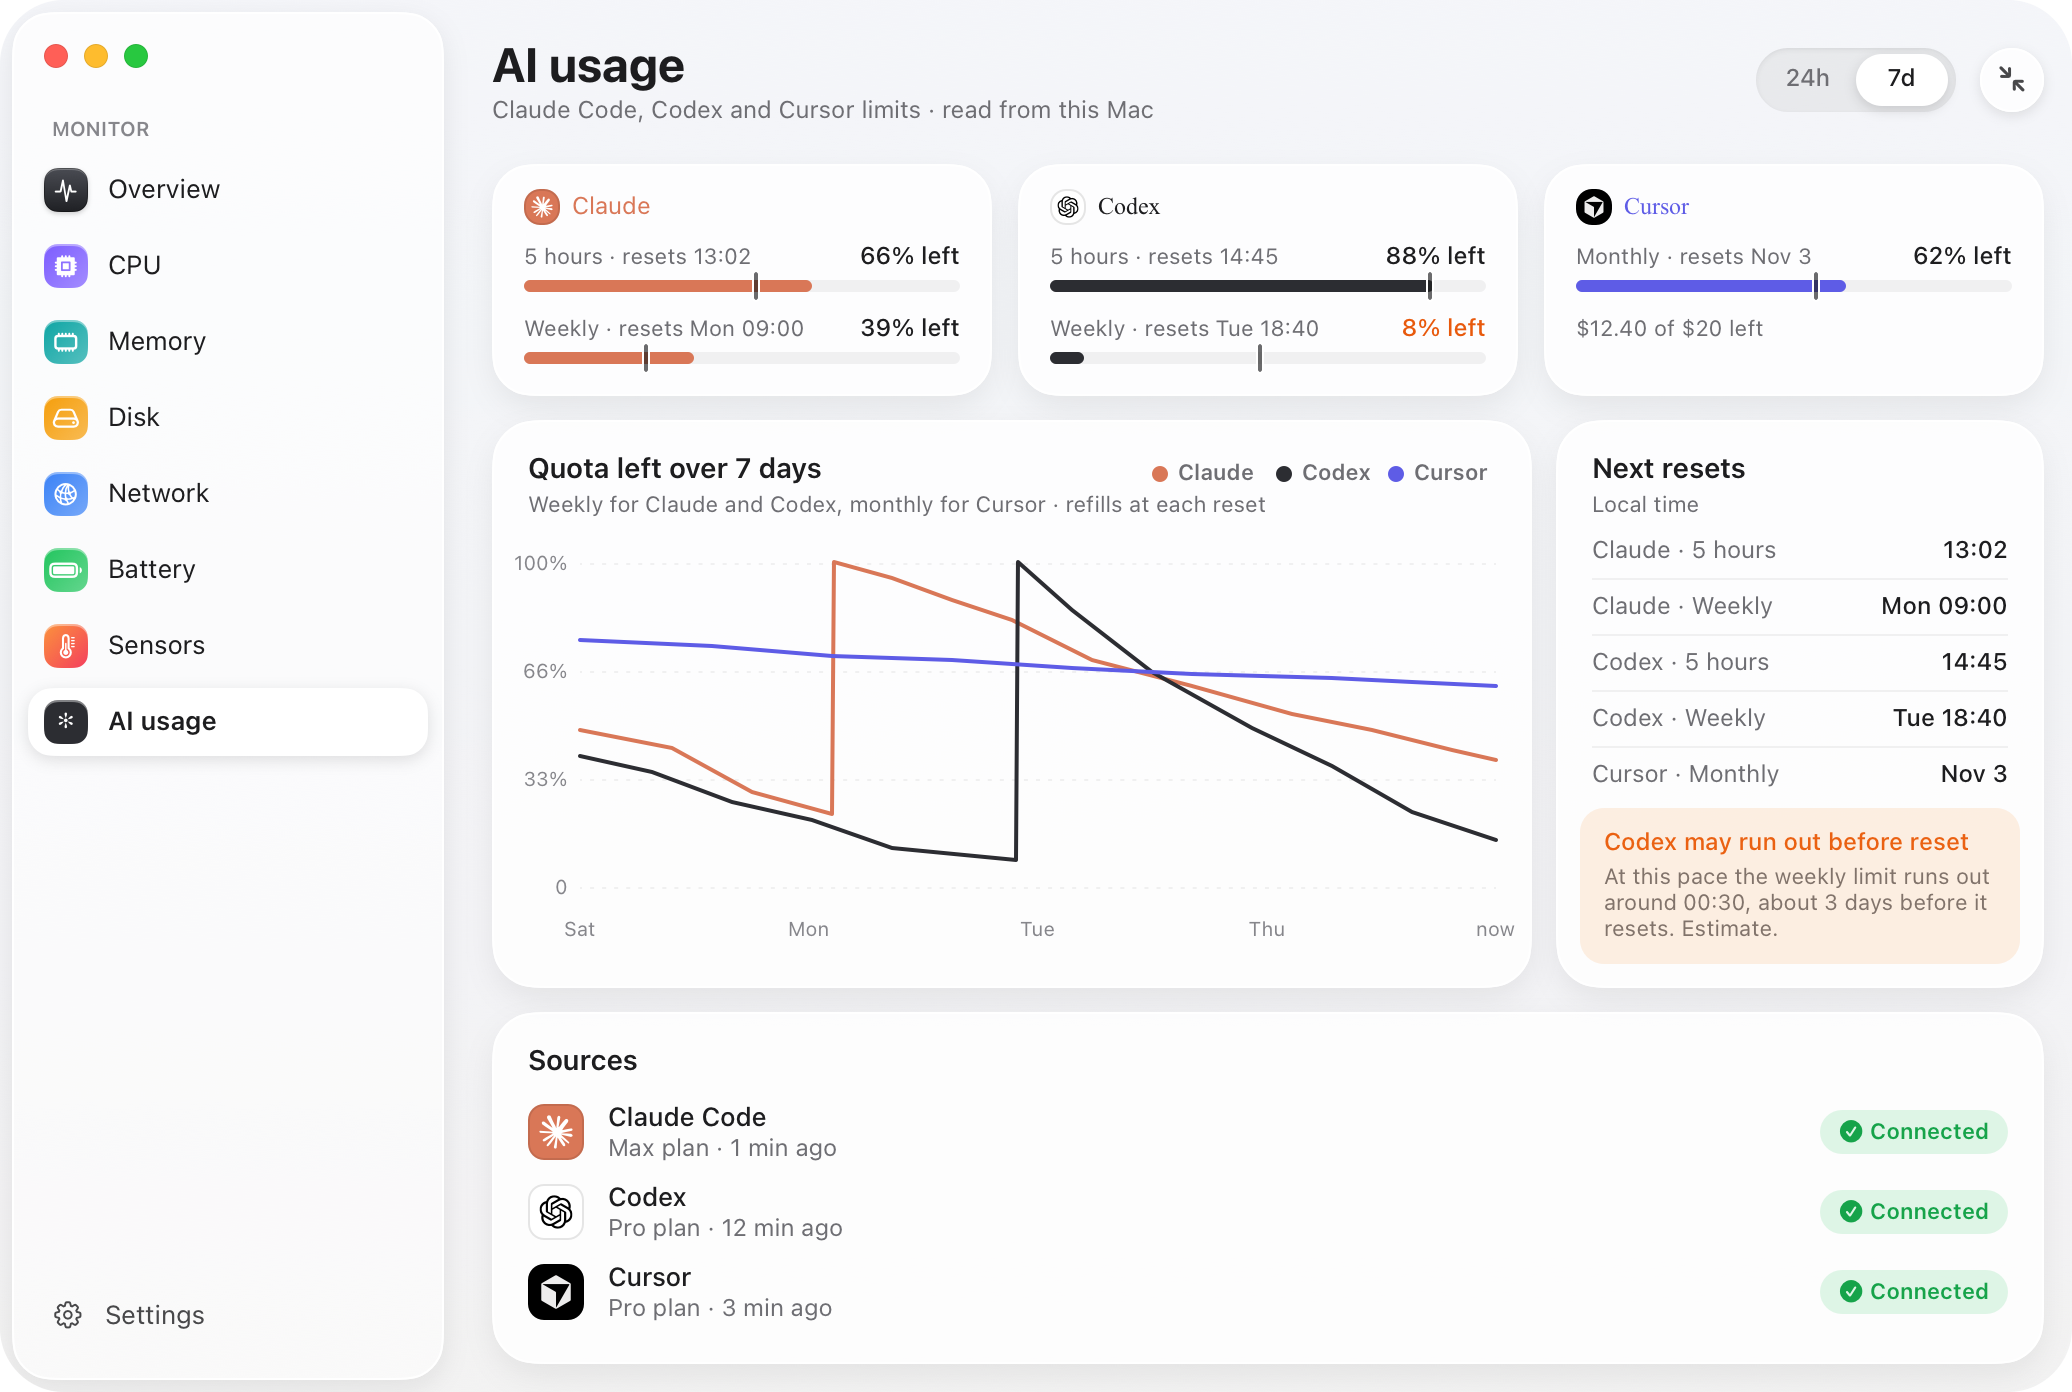 MONITOR
Overview
CPU
Memory
Disk
Network
Battery
Sensors
AI usage
Settings
AI usage
Claude Code, Codex and Cursor limits · read from this Mac
24h 7d
Claude
5 hours · resets 13:02 66% left
Weekly · resets Mon 09:00 39% left
Codex
5 hours · resets 14:45 88% left
Weekly · resets Tue 18:40 8% left
Cursor
Monthly · resets Nov 3 62% left
$12.40 of $20 left
Quota left over 7 days
Claude Codex Cursor
Weekly for Claude and Codex, monthly for Cursor · refills at each reset
100%
66%
33%
0
Sat Mon Tue Thu now
Next resets
Local time
Claude · 5 hours 13:02
Claude · Weekly Mon 09:00
Codex · 5 hours 14:45
Codex · Weekly Tue 18:40
Cursor · Monthly Nov 3
Codex may run out before reset
At this pace the weekly limit runs out
around 00:30, about 3 days before it
resets. Estimate.
Sources
Claude Code
Max plan · 1 min ago
Connected
Codex
Pro plan · 12 min ago
Connected
Cursor
Pro plan · 3 min ago
Connected